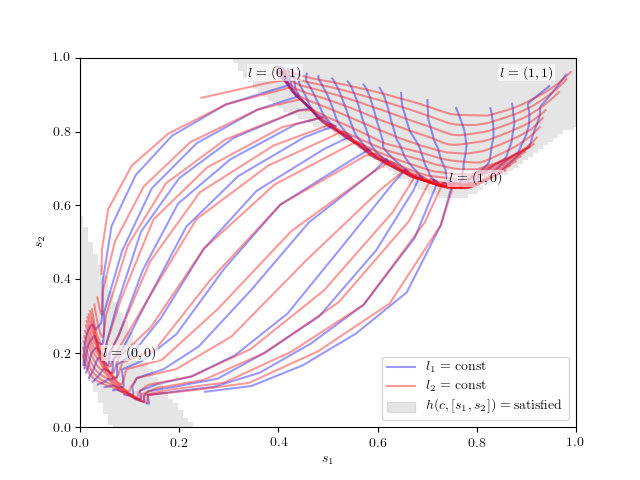 1.0
0.8
0.6
0.4
0.2
0.0
s₂
l = (0, 1)
l = (1, 1)
l = (1, 0)
l = (0, 0)
l₁ = const
l₂ = const
h(c, [s₁, s₂]) = satisfied
0.0 0.2 0.4 0.6 0.8 1.0
s₁